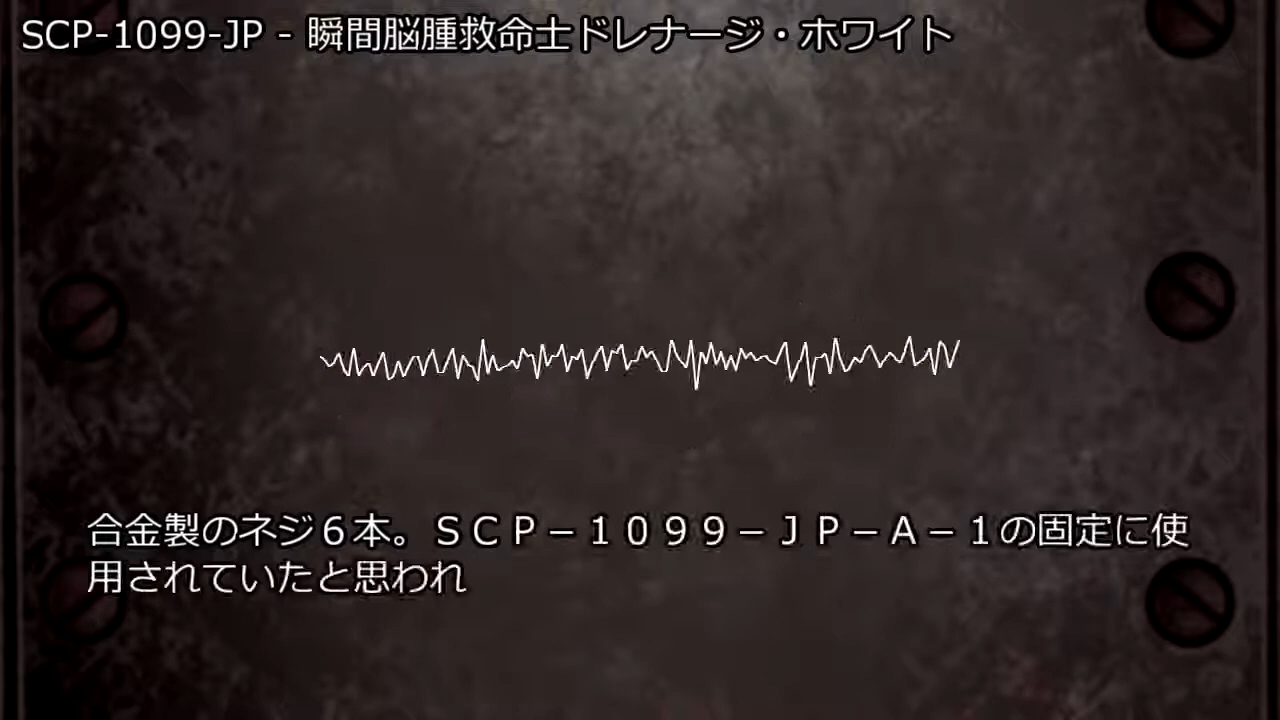 SCP-1099-JP - 瞬間脳腫救命士ドレナージ・ホワイト
合金製のネジ６本。ＳＣＰ－１０９９－ＪＰ－Ａ－１の固定に使
用されていたと思われ